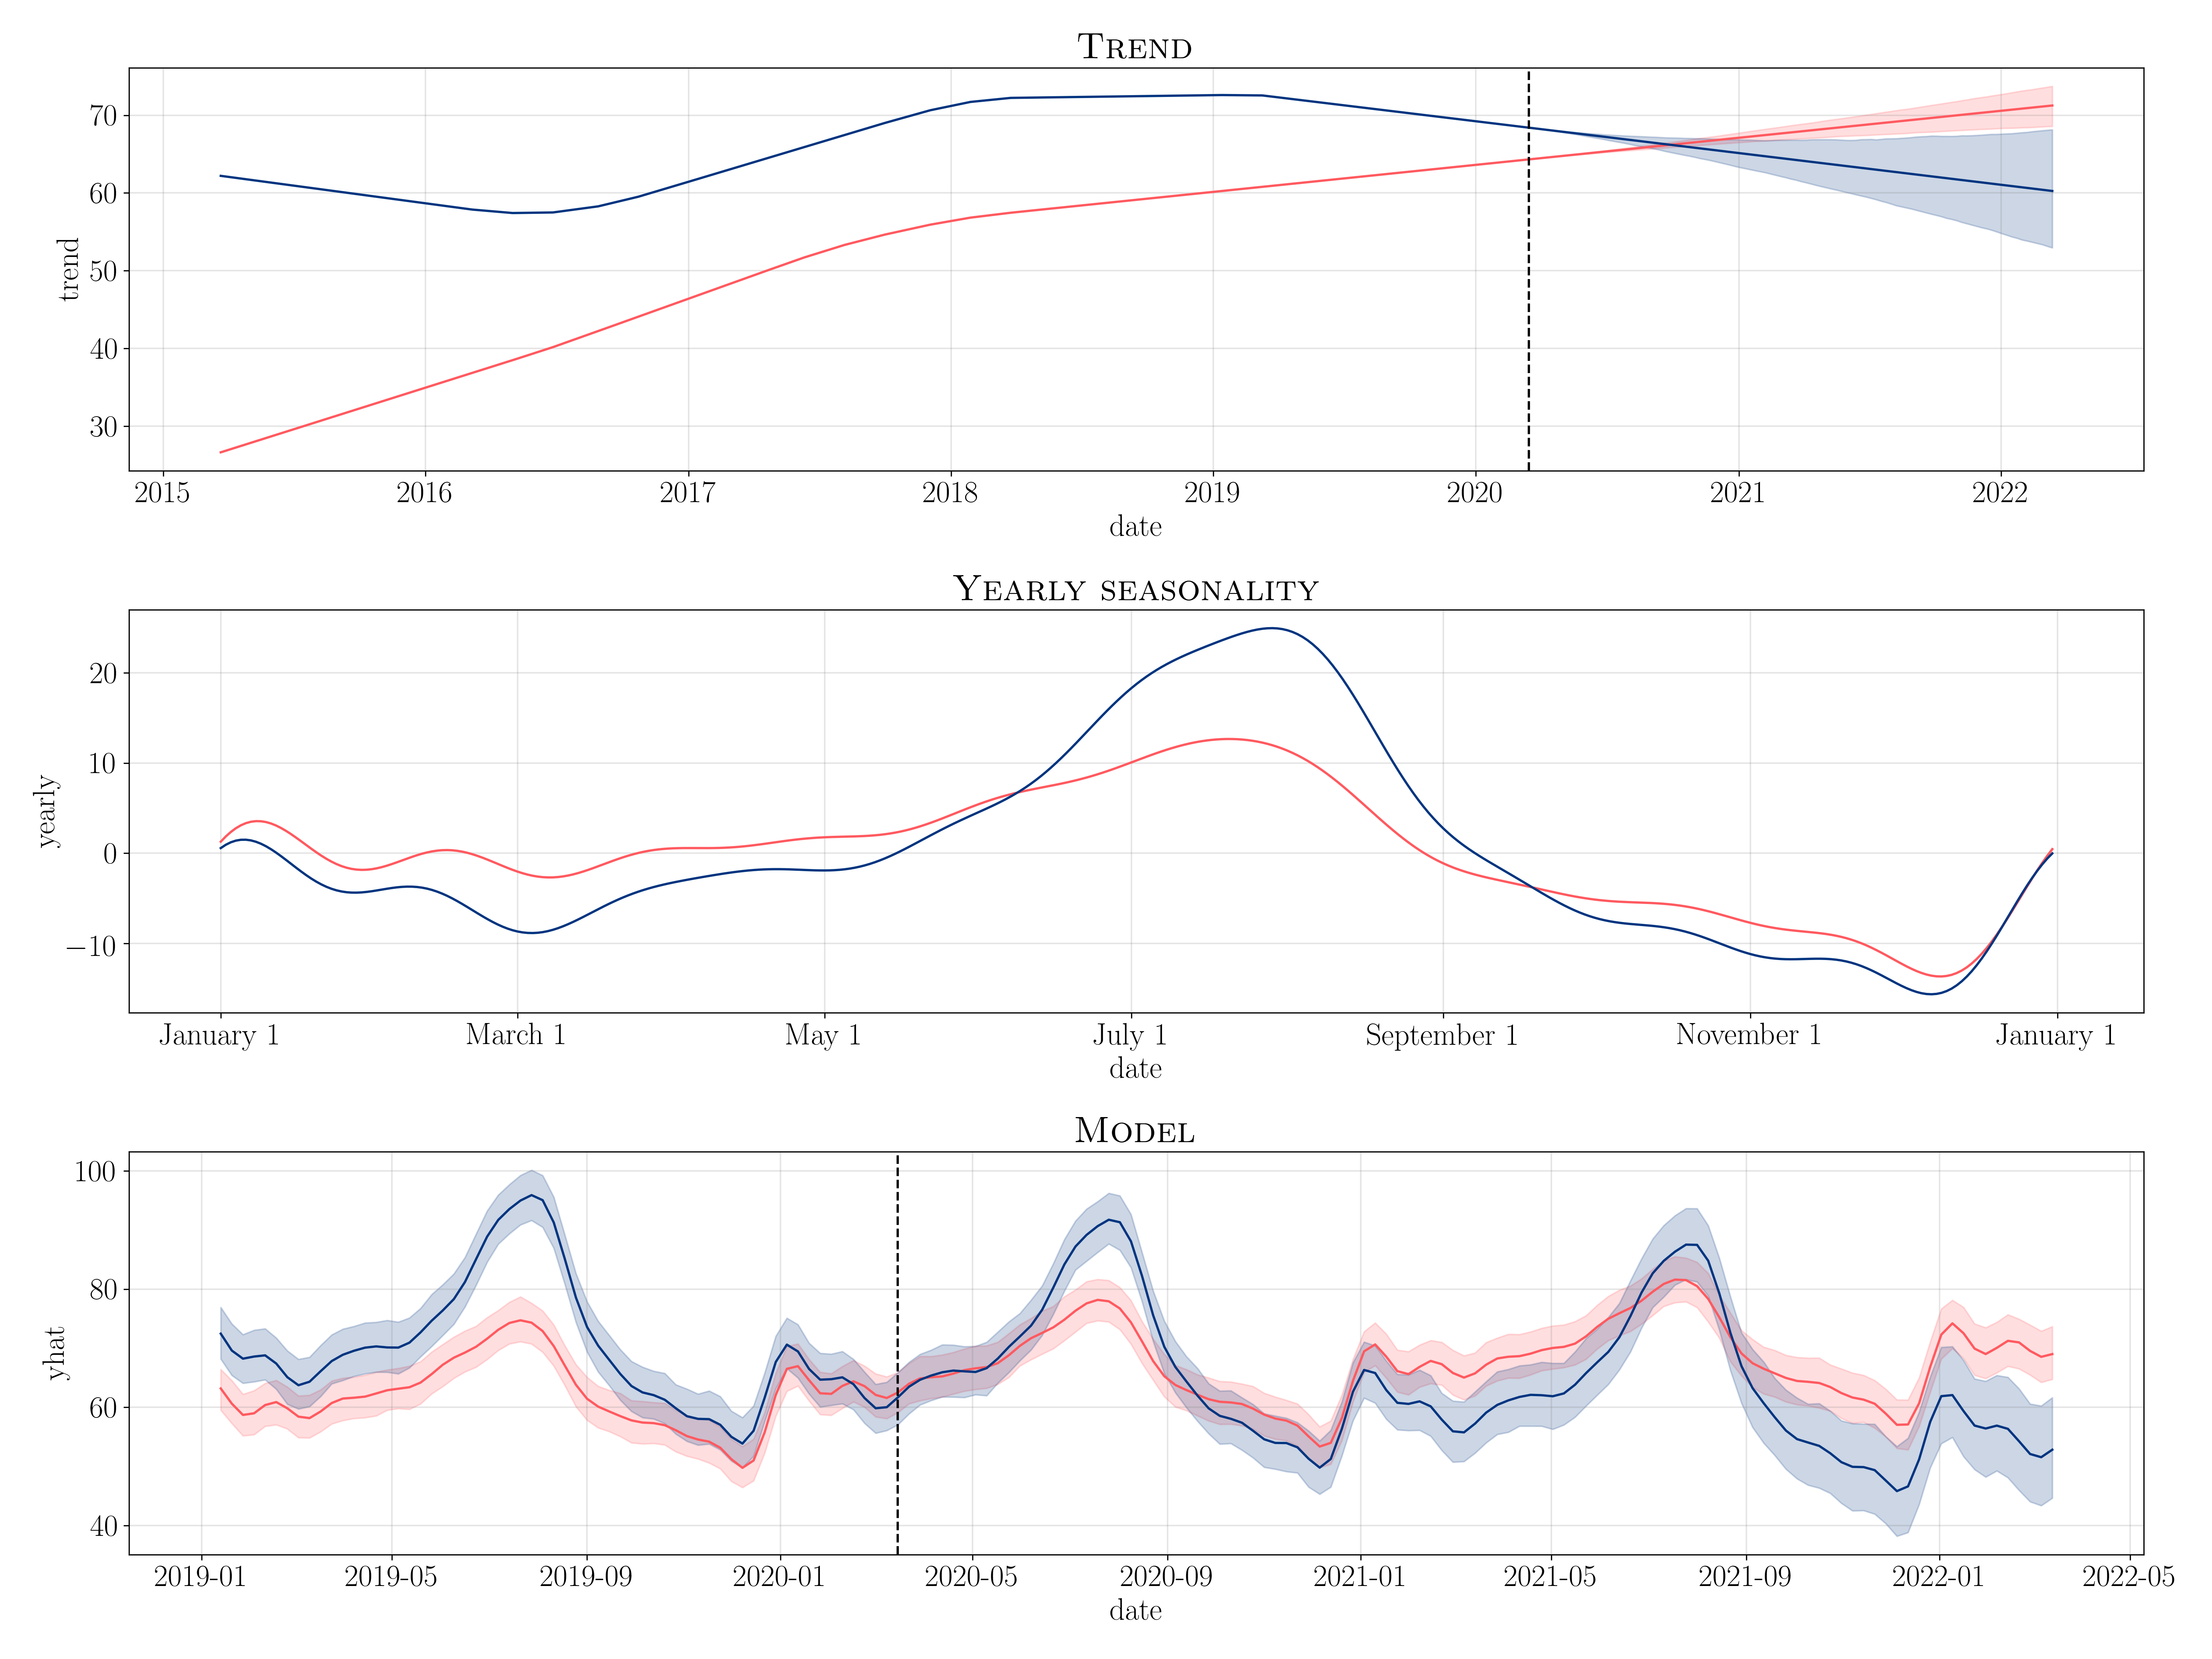 Trend
70
60
50
40
30
trend
2015 2016 2017 2018 2019 2020 2021 2022
date
Yearly seasonality
20
10
0
−10
yearly
January 1 March 1 May 1 July 1 September 1 November 1 January 1
date
Model
100
80
60
40
yhat
2019-01 2019-05 2019-09 2020-01 2020-05 2020-09 2021-01 2021-05 2021-09 2022-01 2022-05
date